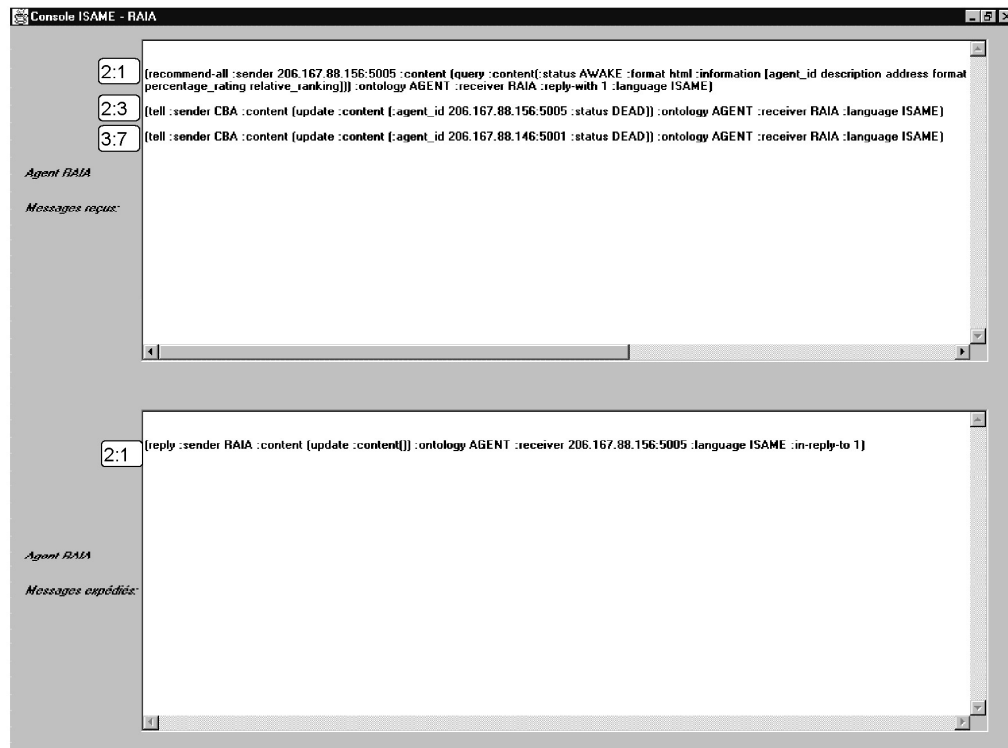 Console ISAME - RAIA
2:1
(recommend-all :sender 206.167.88.156:5005 :content (query :content(:status AWAKE :format html :information [agent_id description address format
percentage_rating relative_ranking])) :ontology AGENT :receiver RAIA :reply-with 1 :language ISAME)
2:3
(tell :sender CBA :content (update :content (:agent_id 206.167.88.156:5005 :status DEAD)) :ontology AGENT :receiver RAIA :language ISAME)
3:7
(tell :sender CBA :content (update :content (:agent_id 206.167.88.146:5001 :status DEAD)) :ontology AGENT :receiver RAIA :language ISAME)
Agent RAIA
Messages reçus:
2:1
(reply :sender RAIA :content (update :content()) :ontology AGENT :receiver 206.167.88.156:5005 :language ISAME :in-reply-to 1)
Agent RAIA
Messages expédiés: